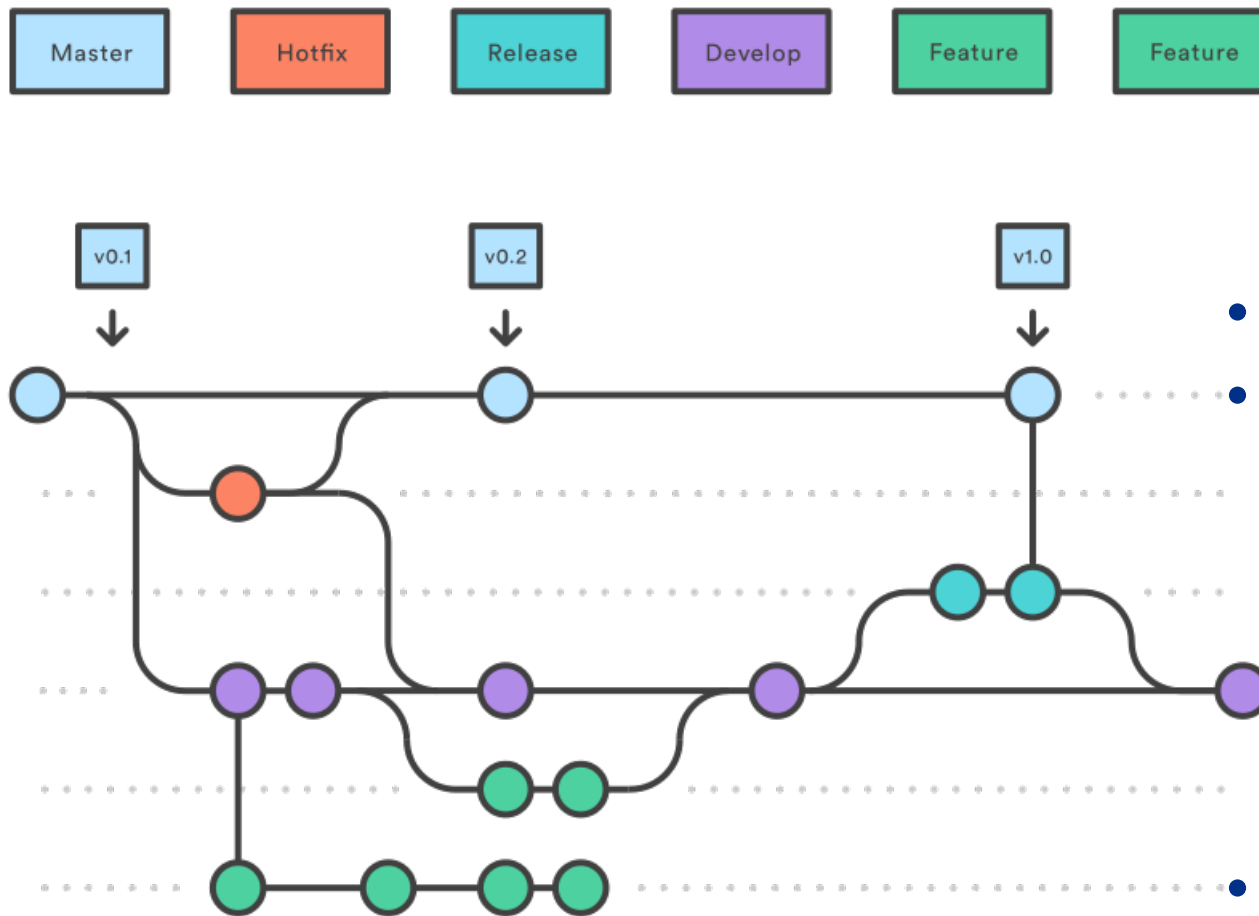 Master
Hotfix
Release
Develop
Feature
Feature
v0.1
v0.2
v1.0